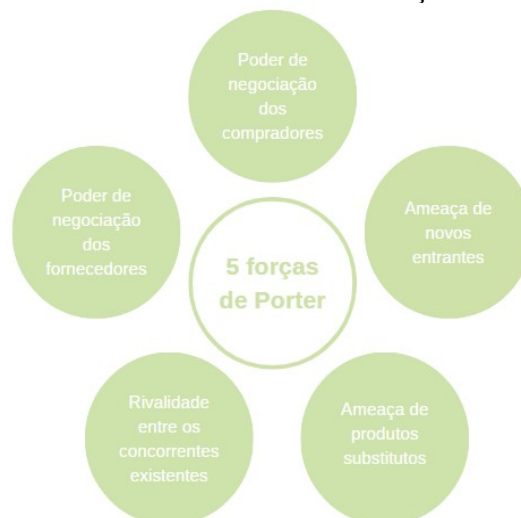 Poder de
negociação
dos
compradores
Poder de
negociação
dos
fornecedores
Ameaça de
novos
entrantes
5 forças
de Porter
Rivalidade
entre os
concorrentes
existentes
Ameaça de
produtos
substitutos